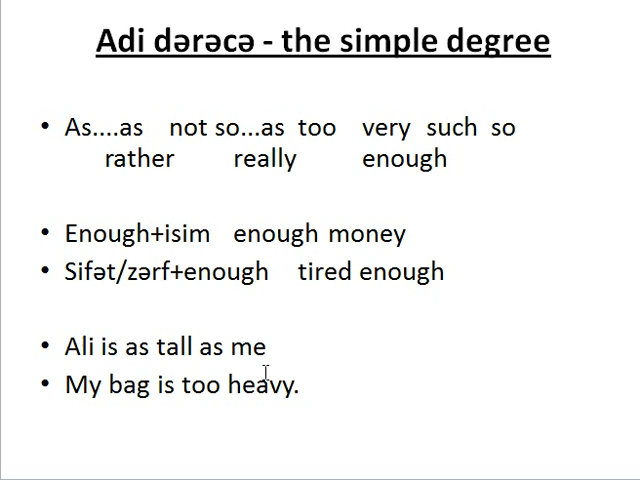 Adi dərəcə - the simple degree
• As....as not so...as too very such so
rather really enough
• Enough+isim enough money
• Sifət/zərf+enough tired enough
• Ali is as tall as me
• My bag is too heavy.